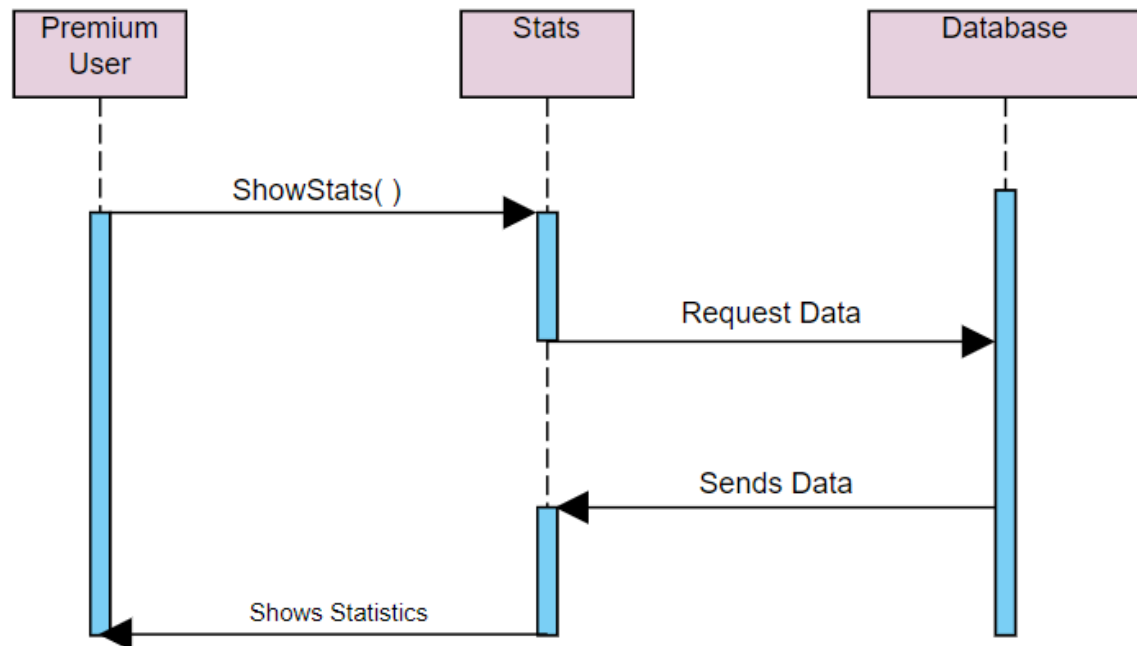 Premium
User
Stats
Database
ShowStats( )
Request Data
Sends Data
Shows Statistics